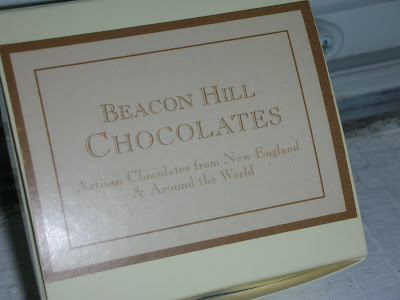 BEACON HILL
CHOCOLATES
Artisan Chocolates from New England
& Around the World